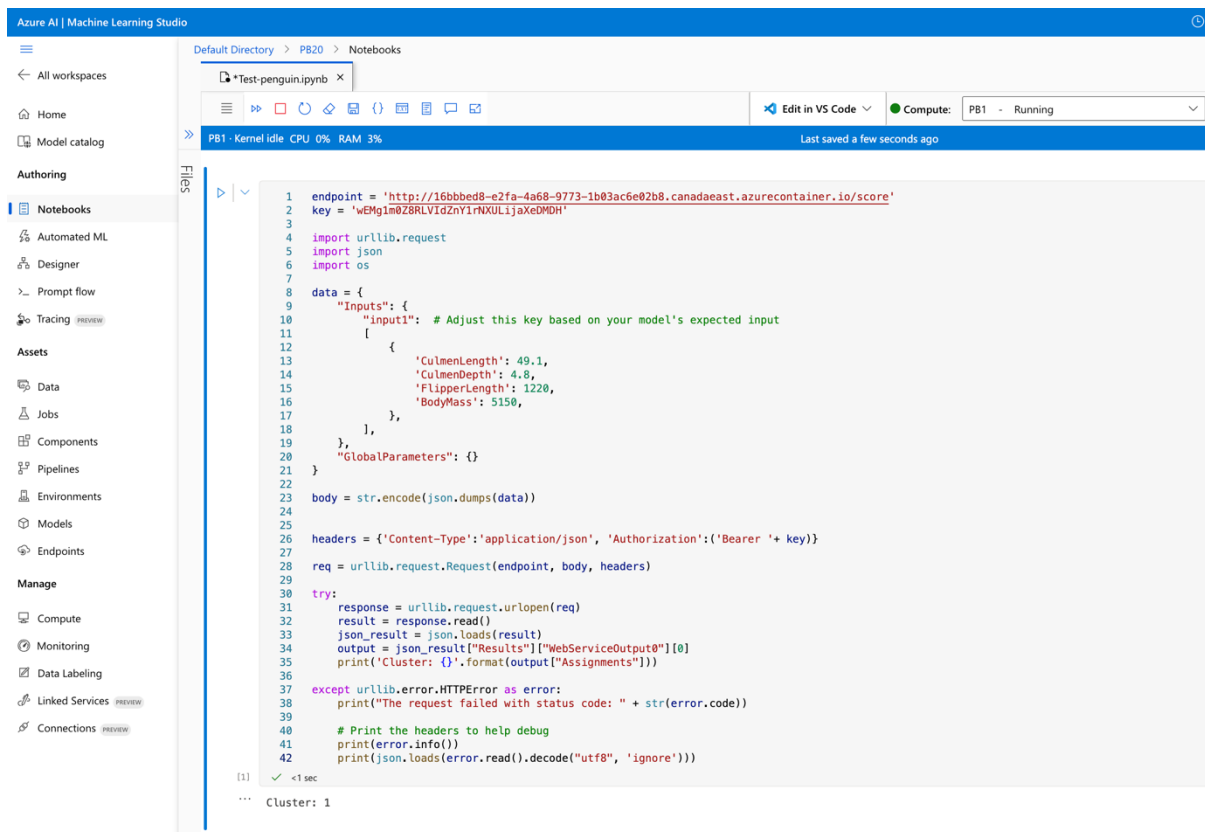 Azure AI | Machine Learning Studio
Default Directory > PB20 > Notebooks
All workspaces
*Test-penguin.ipynb ×
Home
Edit in VS Code
Compute: PB1 - Running
Model catalog
PB1 · Kernel idle CPU 0% RAM 3%
Last saved a few seconds ago
Authoring
Files
Notebooks
Automated ML
Designer
Prompt flow
Tracing PREVIEW
Assets
Data
Jobs
Components
Pipelines
Environments
Models
Endpoints
Manage
Compute
Monitoring
Data Labeling
Linked Services PREVIEW
Connections PREVIEW
1 endpoint = 'http://16bbbed8-e2fa-4a68-9773-1b03ac6e02b8.canadaeast.azurecontainer.io/score'
2 key = 'wEMg1m0Z8RLVIdZnY1rNXULijaXeDMDH'
3
4 import urllib.request
5 import json
6 import os
7
8 data = {
9     "Inputs": {
10         "input1":  # Adjust this key based on your model's expected input
11         [
12             {
13                 'CulmenLength': 49.1,
14                 'CulmenDepth': 4.8,
15                 'FlipperLength': 1220,
16                 'BodyMass': 5150,
17             },
18         ],
19     },
20     "GlobalParameters": {}
21 }
22
23 body = str.encode(json.dumps(data))
24
25
26 headers = {'Content-Type':'application/json', 'Authorization':('Bearer '+ key)}
27
28 req = urllib.request.Request(endpoint, body, headers)
29
30 try:
31     response = urllib.request.urlopen(req)
32     result = response.read()
33     json_result = json.loads(result)
34     output = json_result["Results"]["WebServiceOutput0"][0]
35     print('Cluster: {}'.format(output["Assignments"]))
36
37 except urllib.error.HTTPError as error:
38     print("The request failed with status code: " + str(error.code))
39
40     # Print the headers to help debug
41     print(error.info())
42     print(json.loads(error.read().decode("utf8", 'ignore')))
[1] ✓ <1 sec
... Cluster: 1